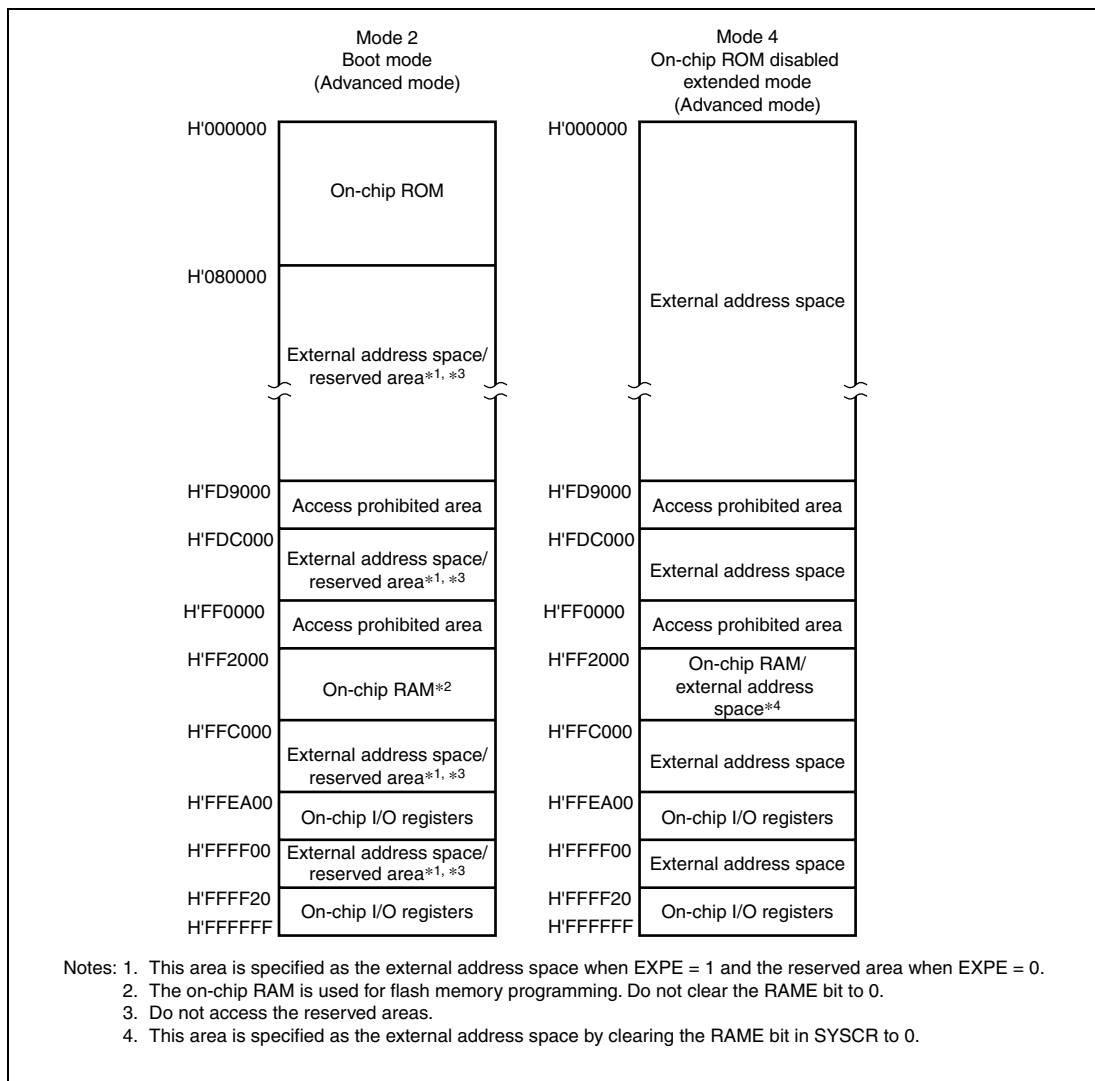 Mode 2
Boot mode
(Advanced mode)
H'000000
On-chip ROM
H'080000
External address space/
reserved area*1, *3
H'FD9000
Access prohibited area
H'FDC000
External address space/
reserved area*1, *3
H'FF0000
Access prohibited area
H'FF2000
On-chip RAM*2
H'FFC000
External address space/
reserved area*1, *3
H'FFEA00
On-chip I/O registers
H'FFFF00
External address space/
reserved area*1, *3
H'FFFF20
On-chip I/O registers
H'FFFFFF
Mode 4
On-chip ROM disabled
extended mode
(Advanced mode)
H'000000
External address space
H'FD9000
Access prohibited area
H'FDC000
External address space
H'FF0000
Access prohibited area
H'FF2000
On-chip RAM/
external address
space*4
H'FFC000
External address space
H'FFEA00
On-chip I/O registers
H'FFFF00
External address space
H'FFFF20
On-chip I/O registers
H'FFFFFF
Notes: 1. This area is specified as the external address space when EXPE = 1 and the reserved area when EXPE = 0.
2. The on-chip RAM is used for flash memory programming. Do not clear the RAME bit to 0.
3. Do not access the reserved areas.
4. This area is specified as the external address space by clearing the RAME bit in SYSCR to 0.